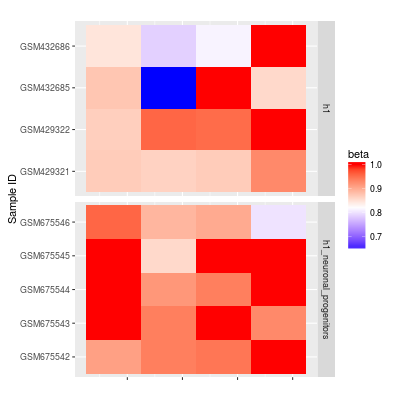 Sample ID
GSM432686
GSM432685
GSM429322
GSM429321
h1
GSM675546
GSM675545
GSM675544
GSM675543
GSM675542
h1_neuronal_progenitors
beta
1.0
0.9
0.8
0.7